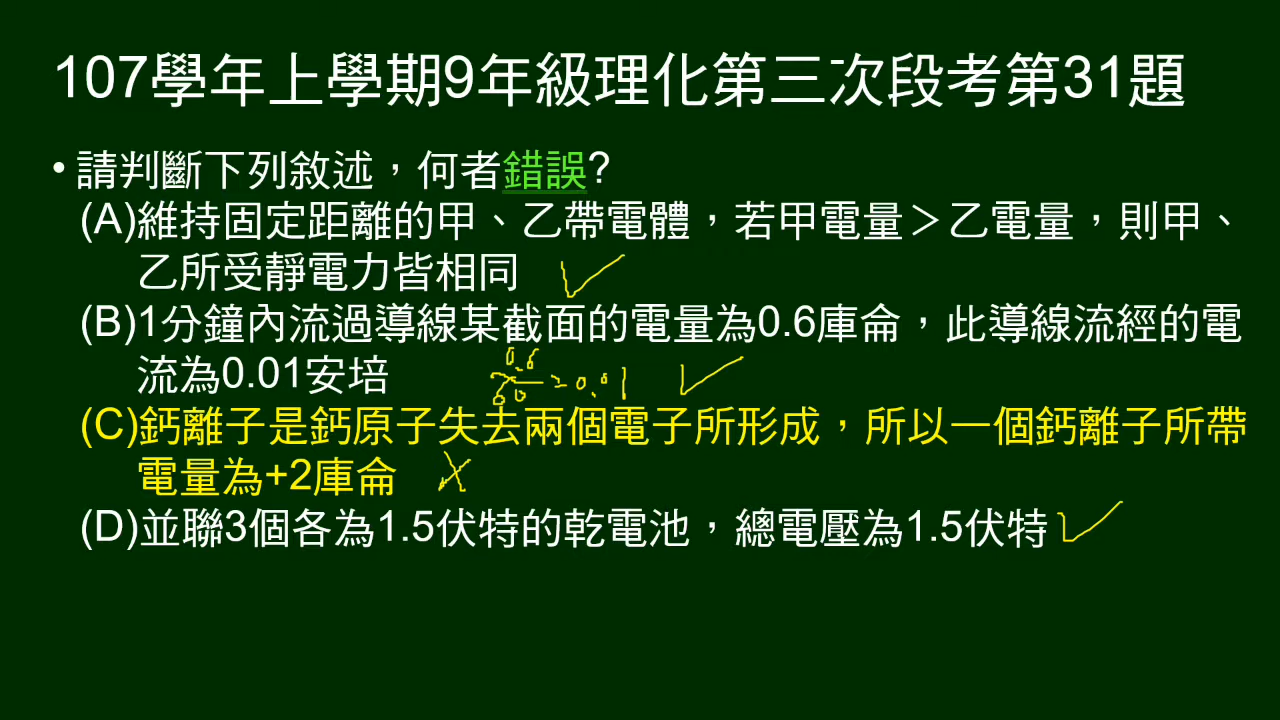 107學年上學期9年級理化第三次段考第31題
•請判斷下列敘述，何者錯誤?
(A)維持固定距離的甲、乙帶電體，若甲電量＞乙電量，則甲、
乙所受靜電力皆相同
(B)1分鐘內流過導線某截面的電量為0.6庫侖，此導線流經的電
流為0.01安培
0.6
60 = 0.01
(C)鈣離子是鈣原子失去兩個電子所形成，所以一個鈣離子所帶
電量為+2庫侖
(D)並聯3個各為1.5伏特的乾電池，總電壓為1.5伏特